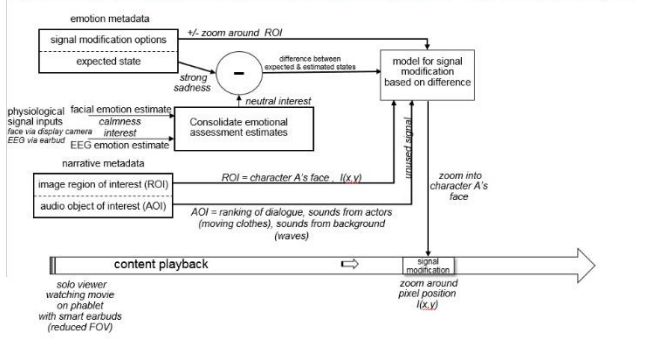 emotion metadata
signal modification options
expected state
+/- zoom around ROI
strong
sadness
−
difference between
expected & estimated states
model for signal
modification
based on difference
neutral interest
physiological
signal inputs
face via display camera
EEG via earbud
facial emotion estimate
calmness
interest
EEG emotion estimate
Consolidate emotional
assessment estimates
unused signal
zoom into
character A's
face
narrative metadata
image region of interest (ROI)
audio object of interest (AOI)
ROI = character A's face , I(x,y)
AOI = ranking of dialogue, sounds from actors
(moving clothes), sounds from background
(waves)
content playback
signal
modification
solo viewer
watching movie
on phablet
with smart earbuds
(reduced FOV)
zoom around
pixel position
I(x,y)